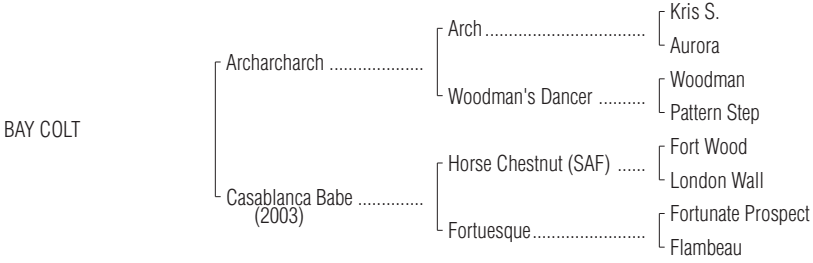 Kris S.
Arch ................................
Aurora
Archarcharch ....................
Woodman
Woodman's Dancer ..........
Pattern Step
BAY COLT
Fort Wood
Horse Chestnut (SAF) ......
London Wall
Casablanca Babe ..............
(2003)
Fortunate Prospect
Fortuesque........................
Flambeau